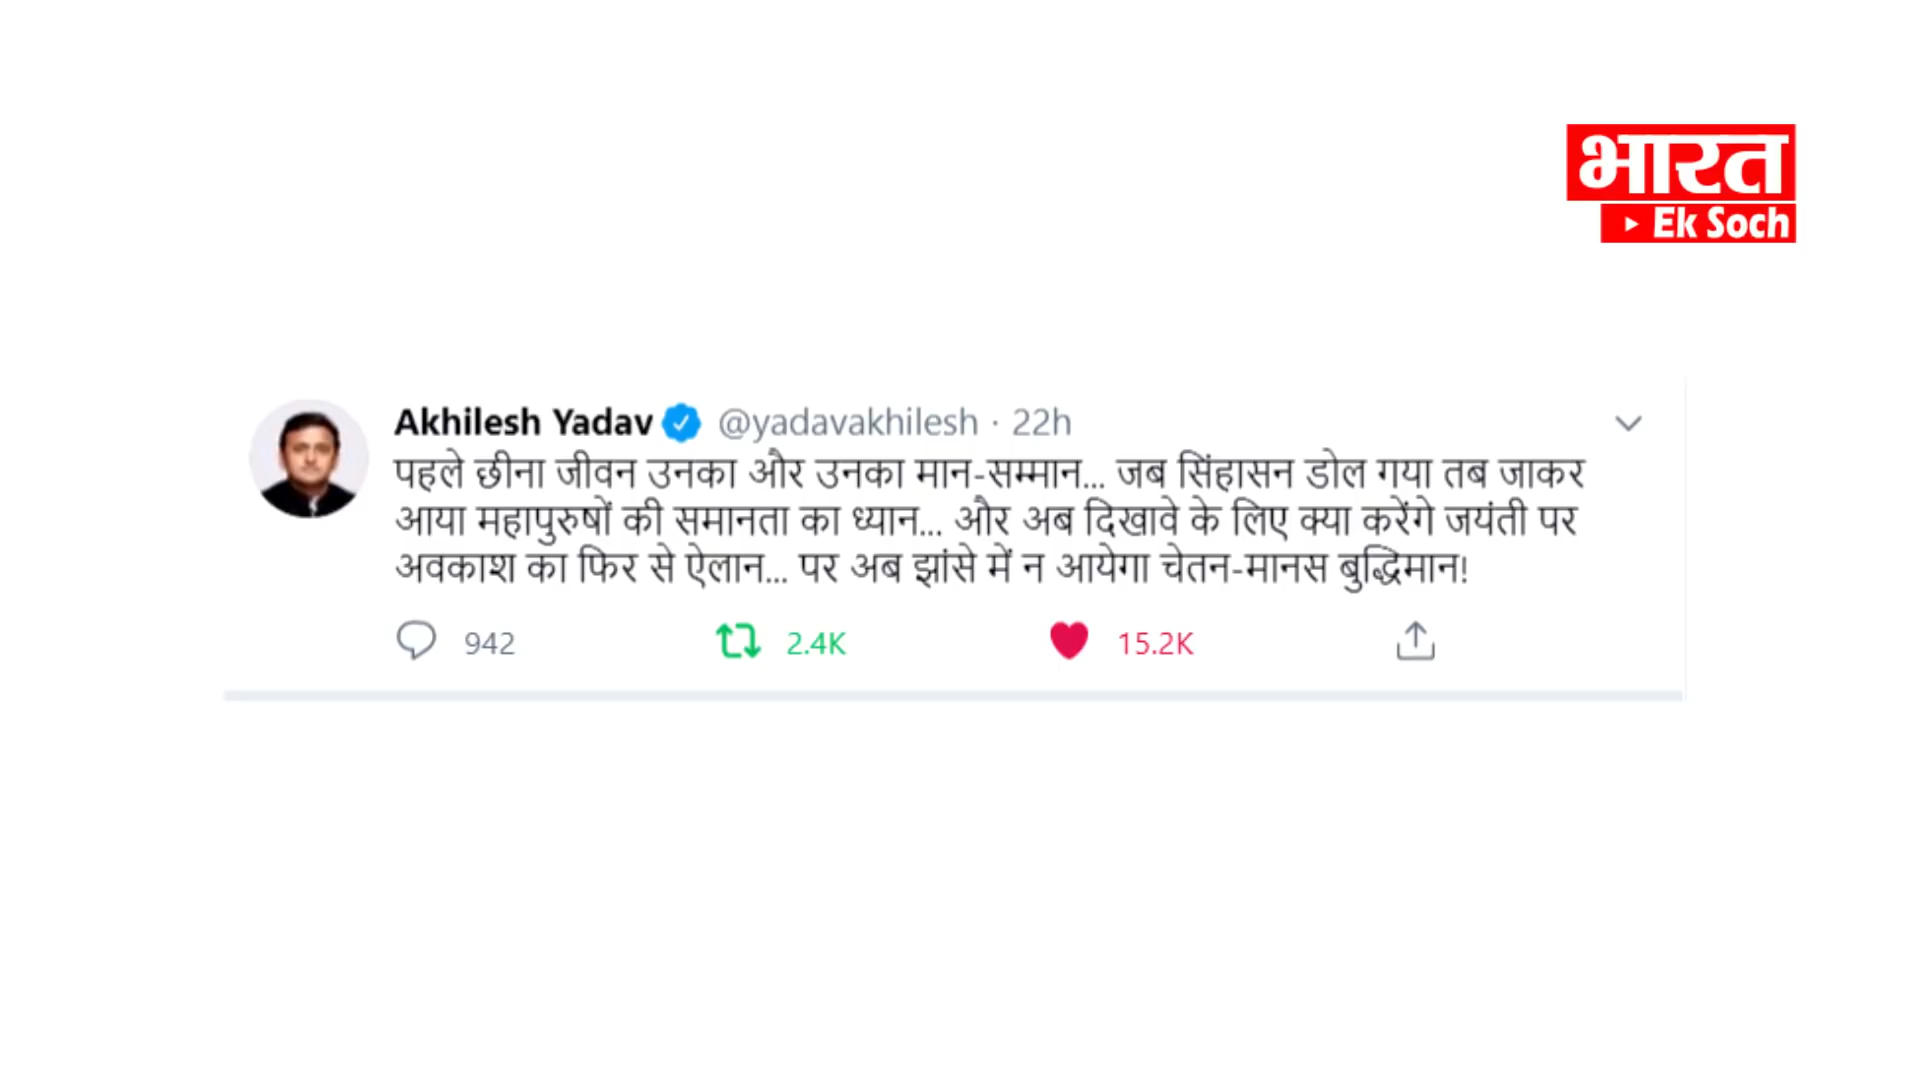 भारत
Ek Soch
Akhilesh Yadav @yadavakhilesh · 22h
पहले छीना जीवन उनका और उनका मान-सम्मान... जब सिंहासन डोल गया तब जाकर
आया महापुरुषों की समानता का ध्यान... और अब दिखावे के लिए क्या करेंगे जयंती पर
अवकाश का फिर से ऐलान... पर अब झांसे में न आयेगा चेतन-मानस बुद्धिमान!
942 2.4K 15.2K